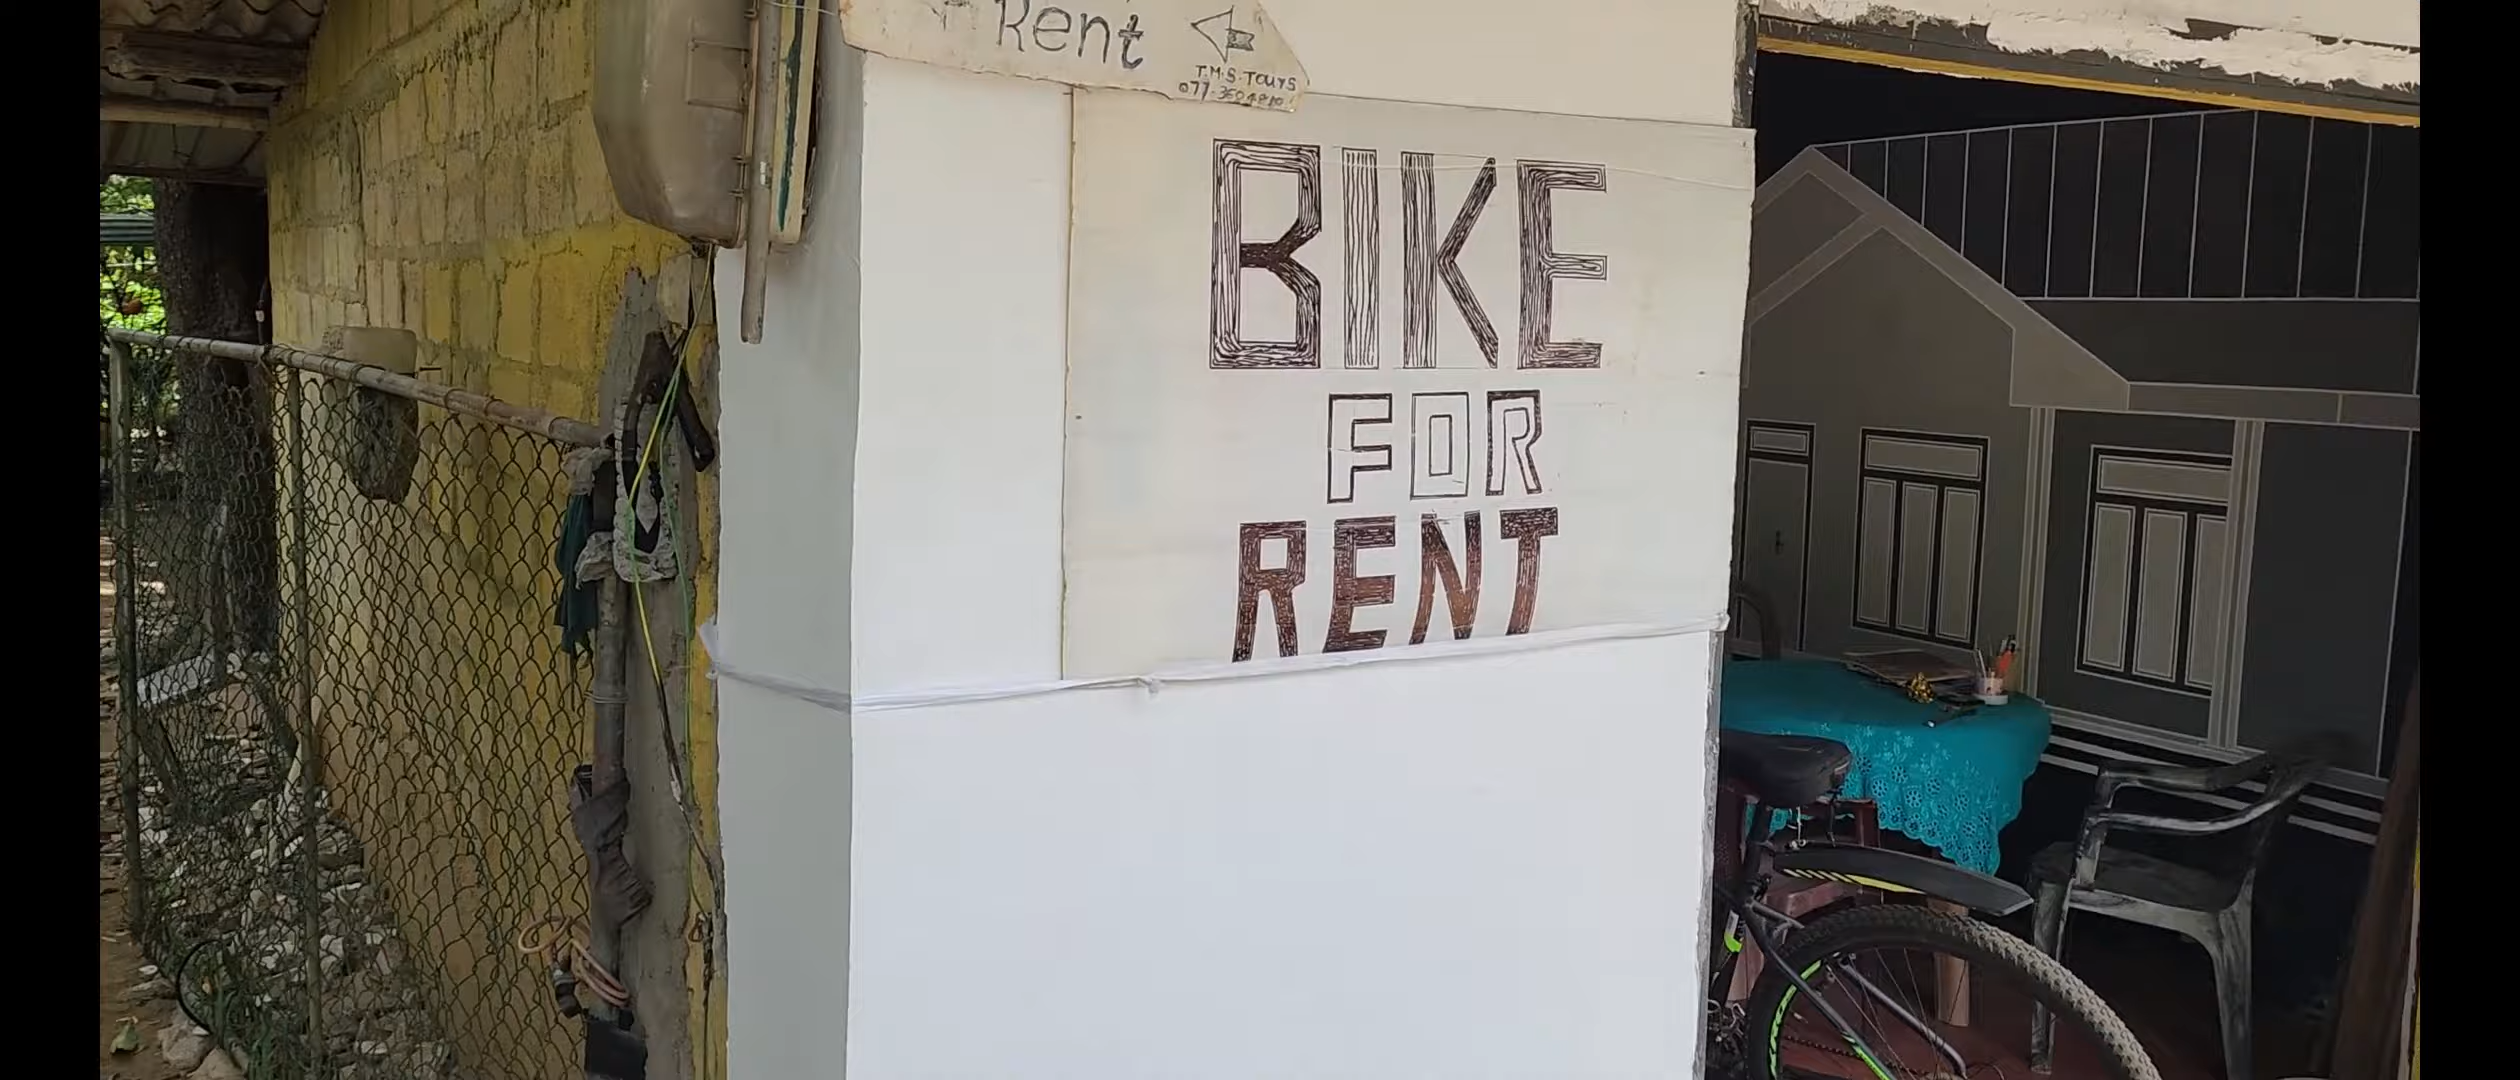 Rent
T.M.S. Tours
BIKE
FOR
RENT